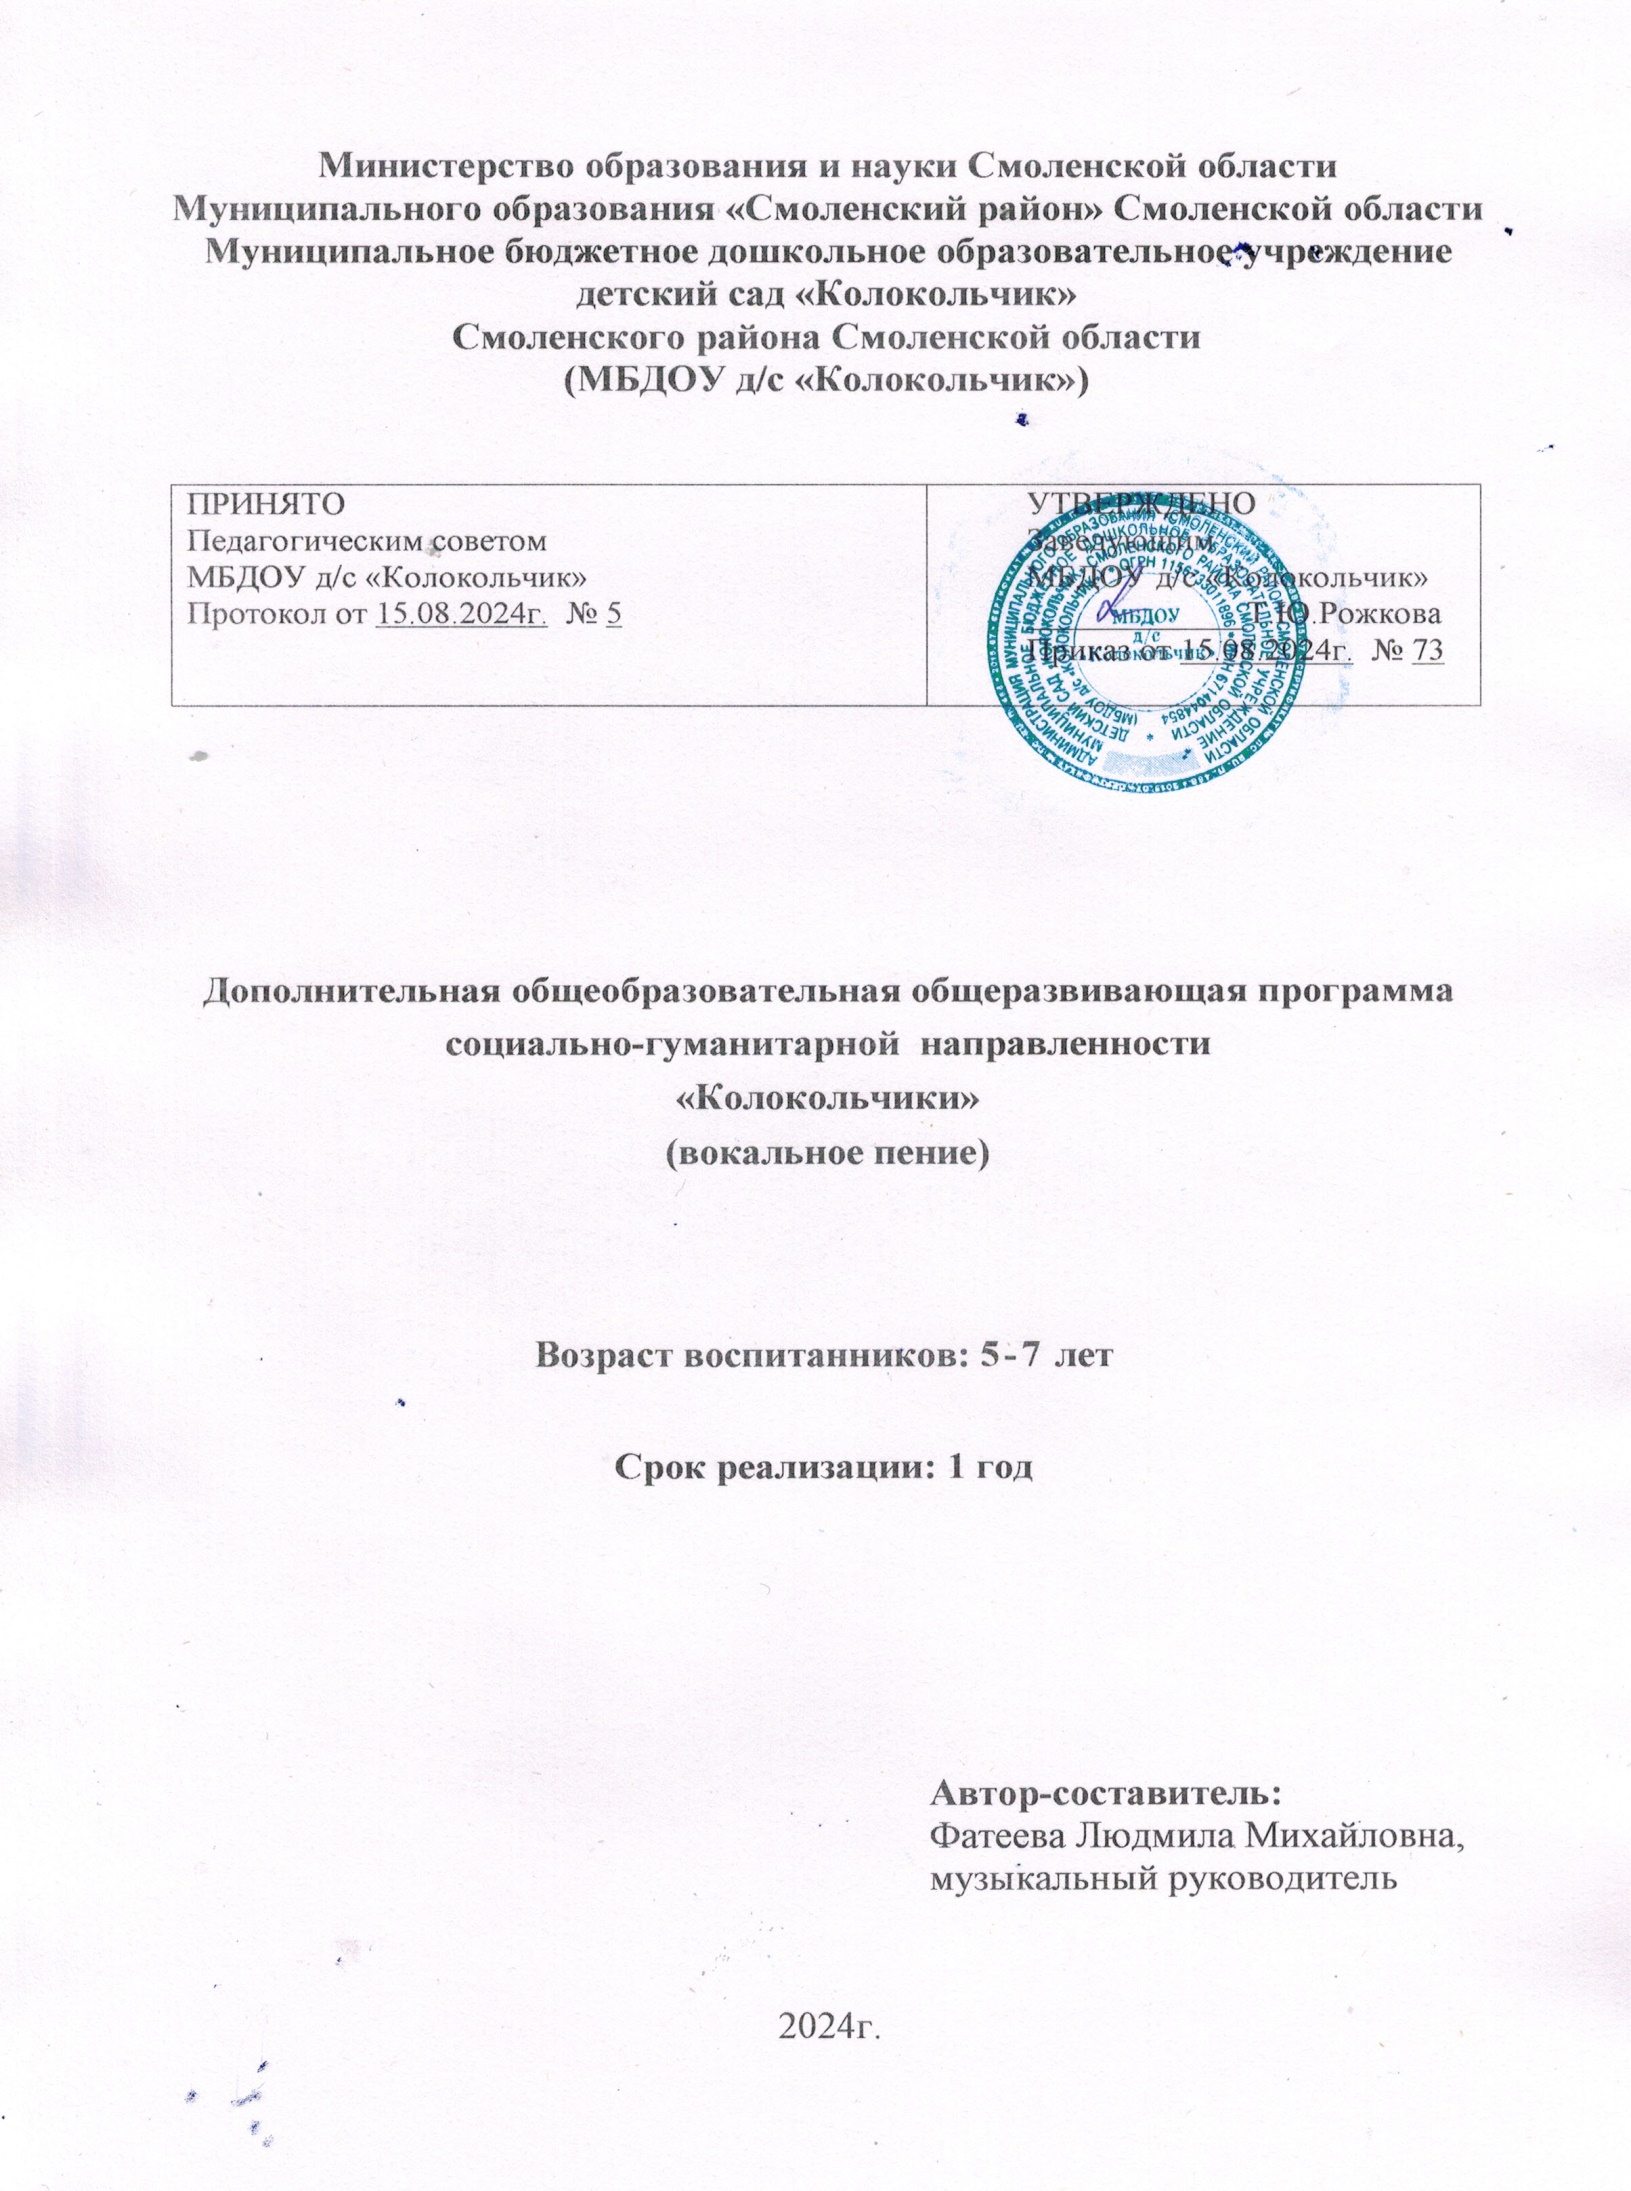 Министерство образования и науки Смоленской области
Муниципального образования «Смоленский район» Смоленской области
Муниципальное бюджетное дошкольное образовательное учреждение
детский сад «Колокольчик»
Смоленского района Смоленской области
(МБДОУ д/с «Колокольчик»)
ПРИНЯТО
Педагогическим советом
МБДОУ д/с «Колокольчик»
Протокол от 15.08.2024г. № 5
УТВЕРЖДЕНО
Заведующим
МБДОУ д/с «Колокольчик»
Т.Ю.Рожкова
Приказ от 15.08.2024г. № 73
МБДОУ
д/с
Дополнительная общеобразовательная общеразвивающая программа
социально-гуманитарной направленности
«Колокольчики»
(вокальное пение)
Возраст воспитанников: 5-7 лет
Срок реализации: 1 год
Автор-составитель:
Фатеева Людмила Михайловна,
музыкальный руководитель
2024г.